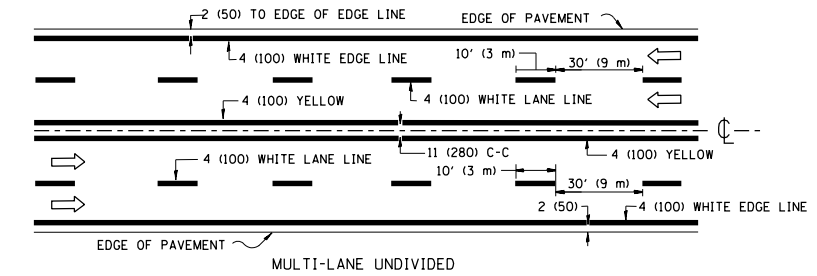 2 (50) TO EDGE OF EDGE LINE
EDGE OF PAVEMENT
4 (100) WHITE EDGE LINE
10' (3 m)
30' (9 m)
4 (100) YELLOW
4 (100) WHITE LANE LINE
℄
4 (100) WHITE LANE LINE
11 (280) C-C
4 (100) YELLOW
10' (3 m)
30' (9 m)
2 (50)
4 (100) WHITE EDGE LINE
EDGE OF PAVEMENT
MULTI-LANE UNDIVIDED